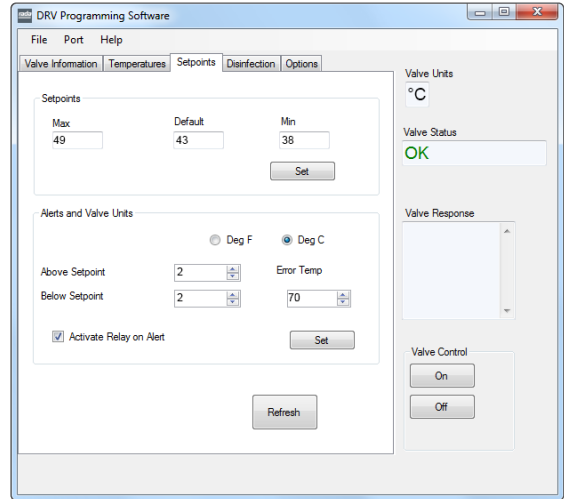 rada DRV Programming Software
File Port Help
Valve Information Temperatures Setpoints Disinfection Options
Setpoints
Max Default Min
49 43 38
Set
Alerts and Valve Units
Deg F Deg C
Above Setpoint 2 Error Temp
Below Setpoint 2 70
Activate Relay on Alert Set
Refresh
Valve Units
°C
Valve Status
OK
Valve Response
Valve Control
On
Off